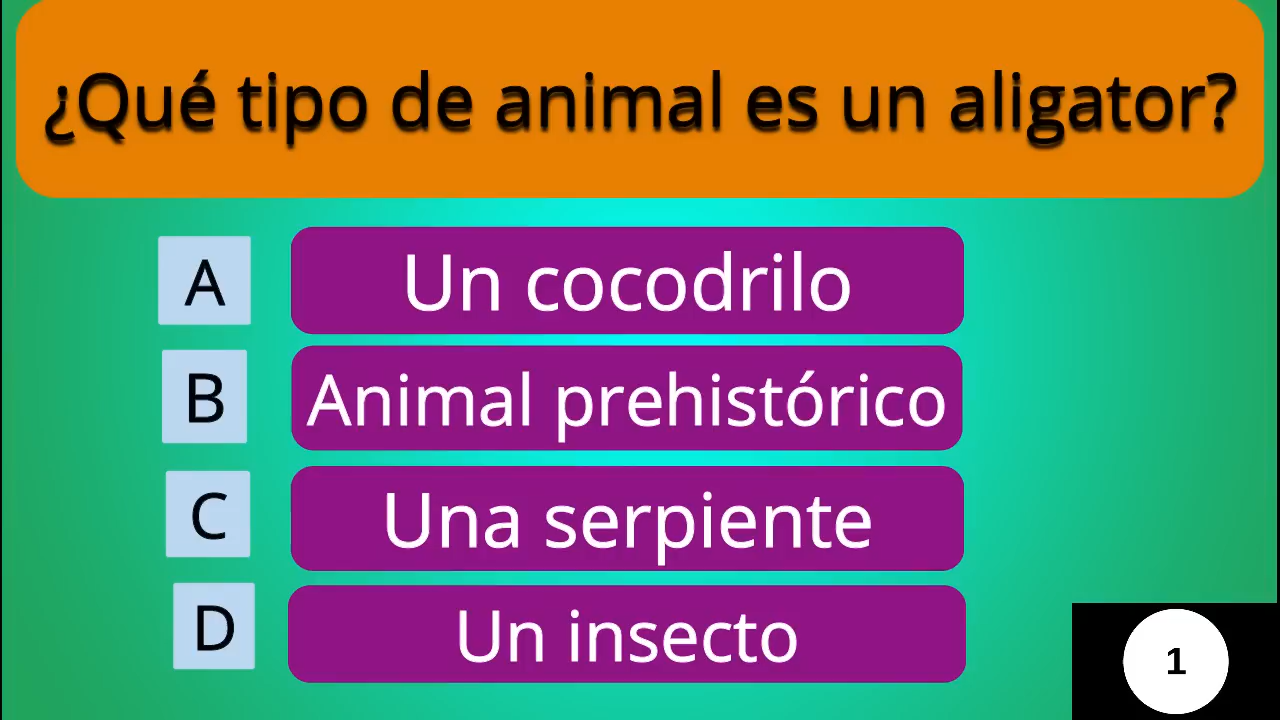 ¿Qué tipo de animal es un aligator?
A Un cocodrilo
B Animal prehistórico
C Una serpiente
D Un insecto
1